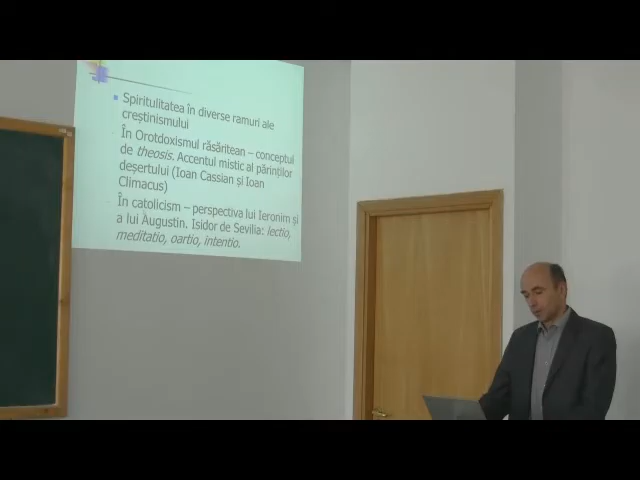 Spiritulitatea în diverse ramuri ale
creștinismului
În Orotdoxismul răsăritean – conceptul
de theosis. Accentul mistic al părinților
deșertului (Ioan Cassian și Ioan
Climacus)
În catolicism – perspectiva lui Ieronim și
a lui Augustin. Isidor de Sevilia: lectio,
meditatio, oartio, intentio.